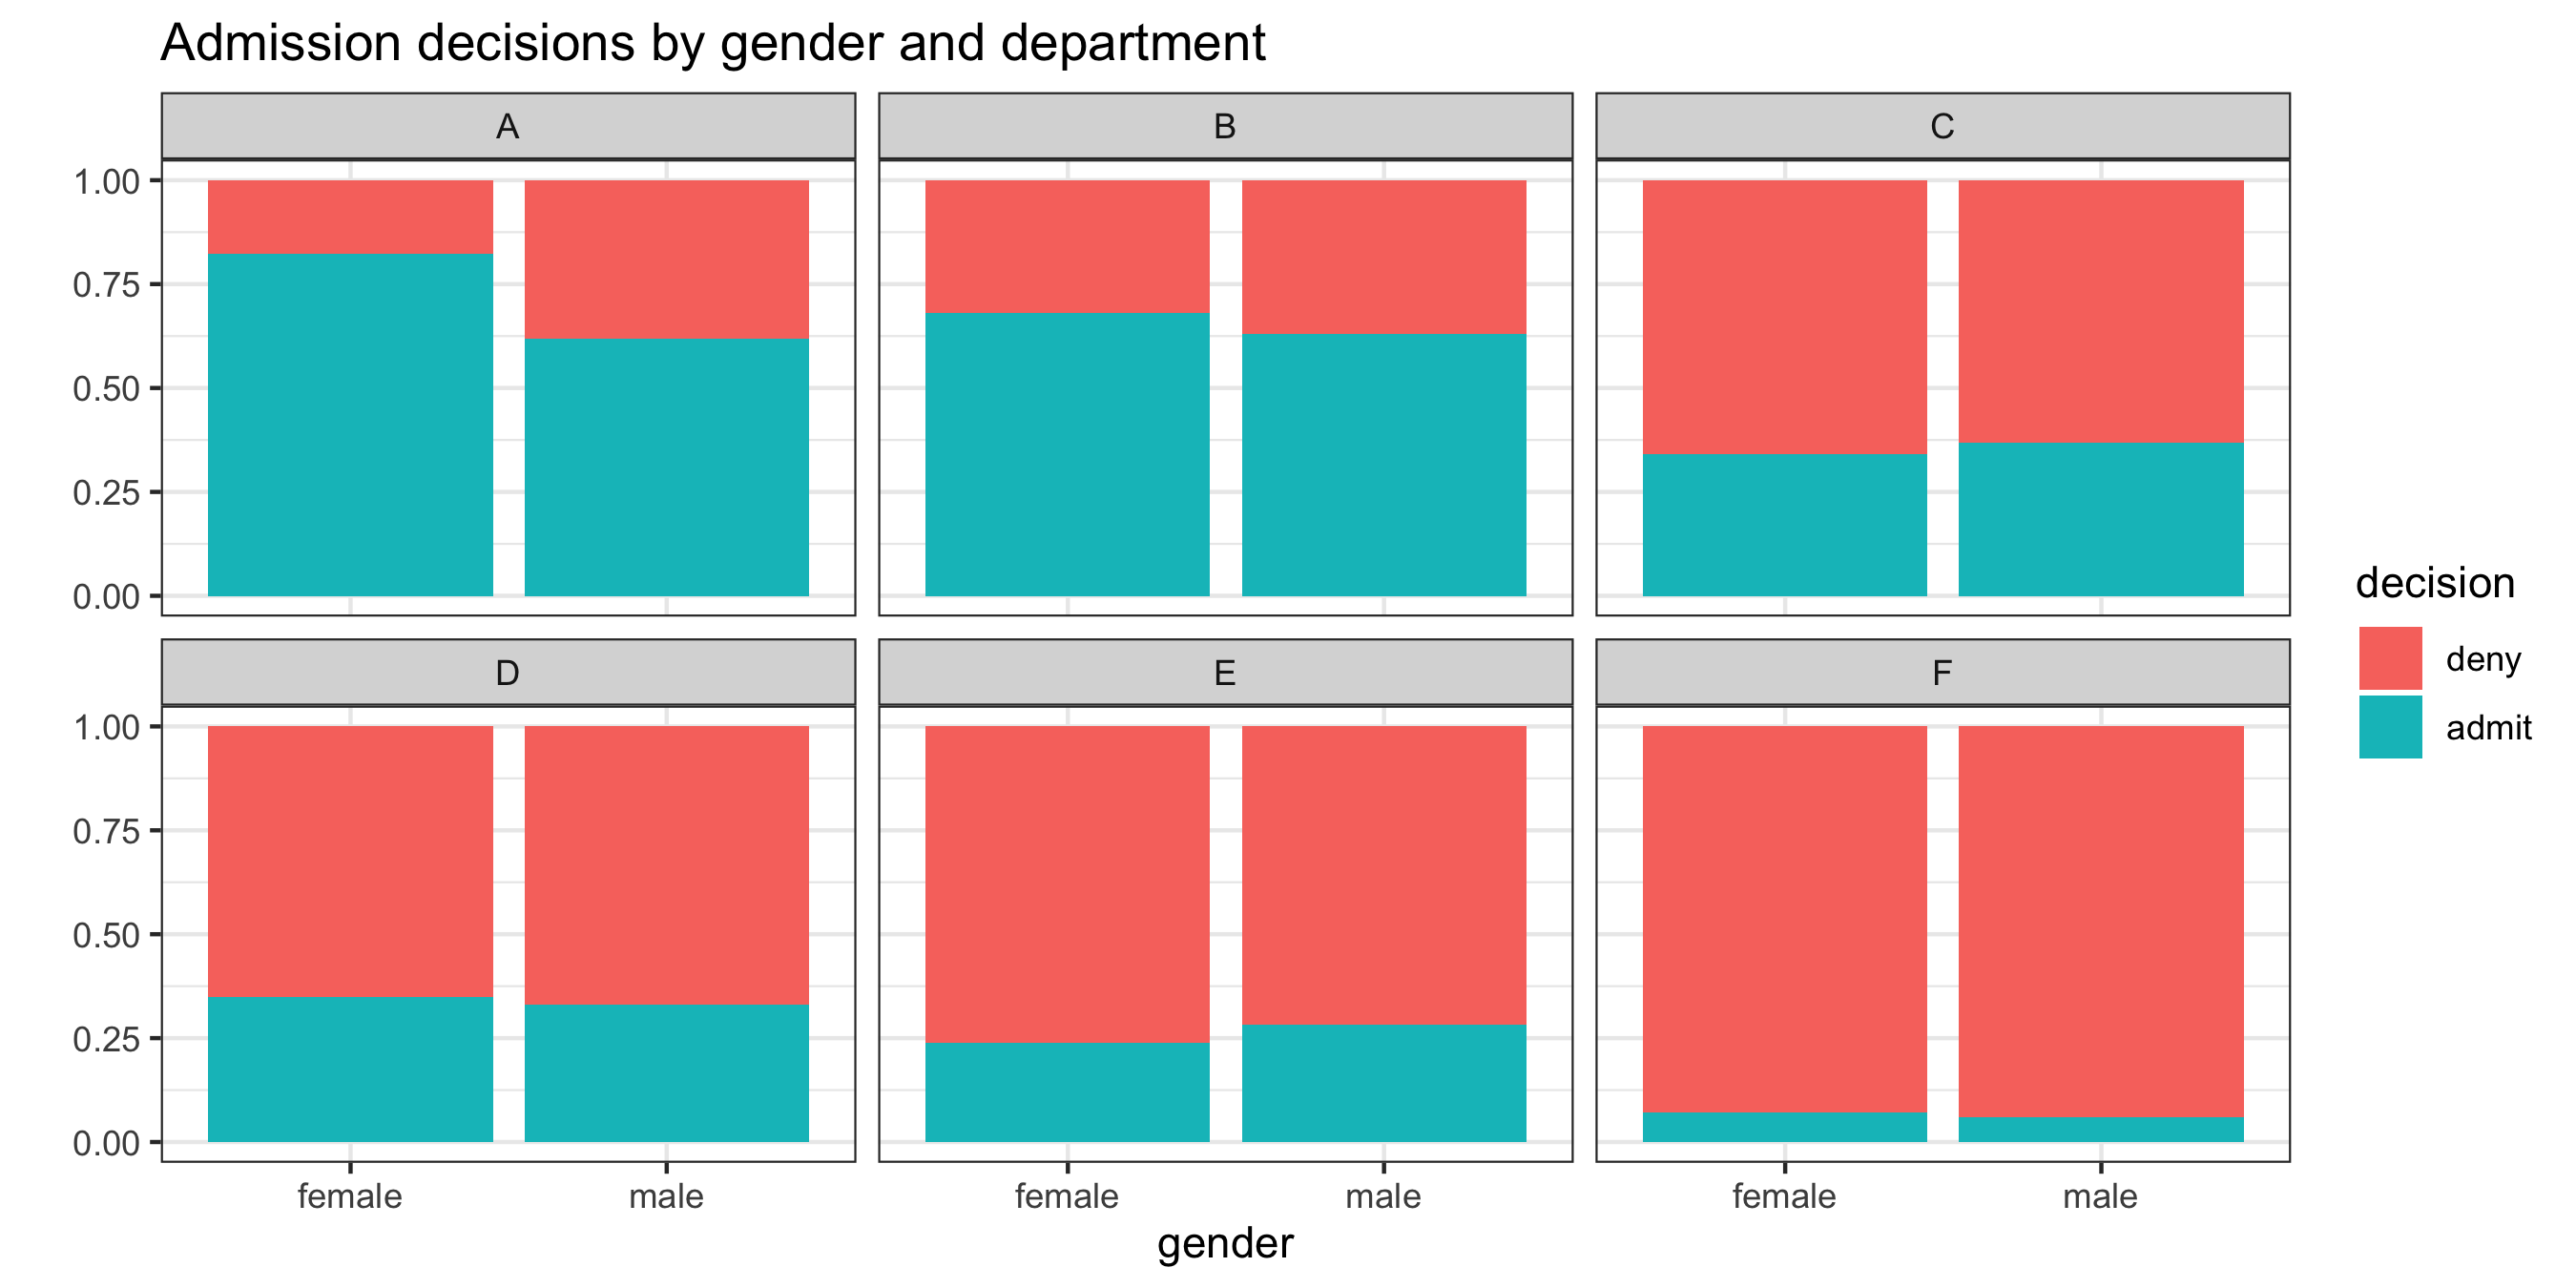 Admission decisions by gender and department
A
B
C
1.00
0.75
0.50
0.25
0.00
D
E
F
1.00
0.75
0.50
0.25
0.00
female
male
female
male
female
male
gender
decision
deny
admit